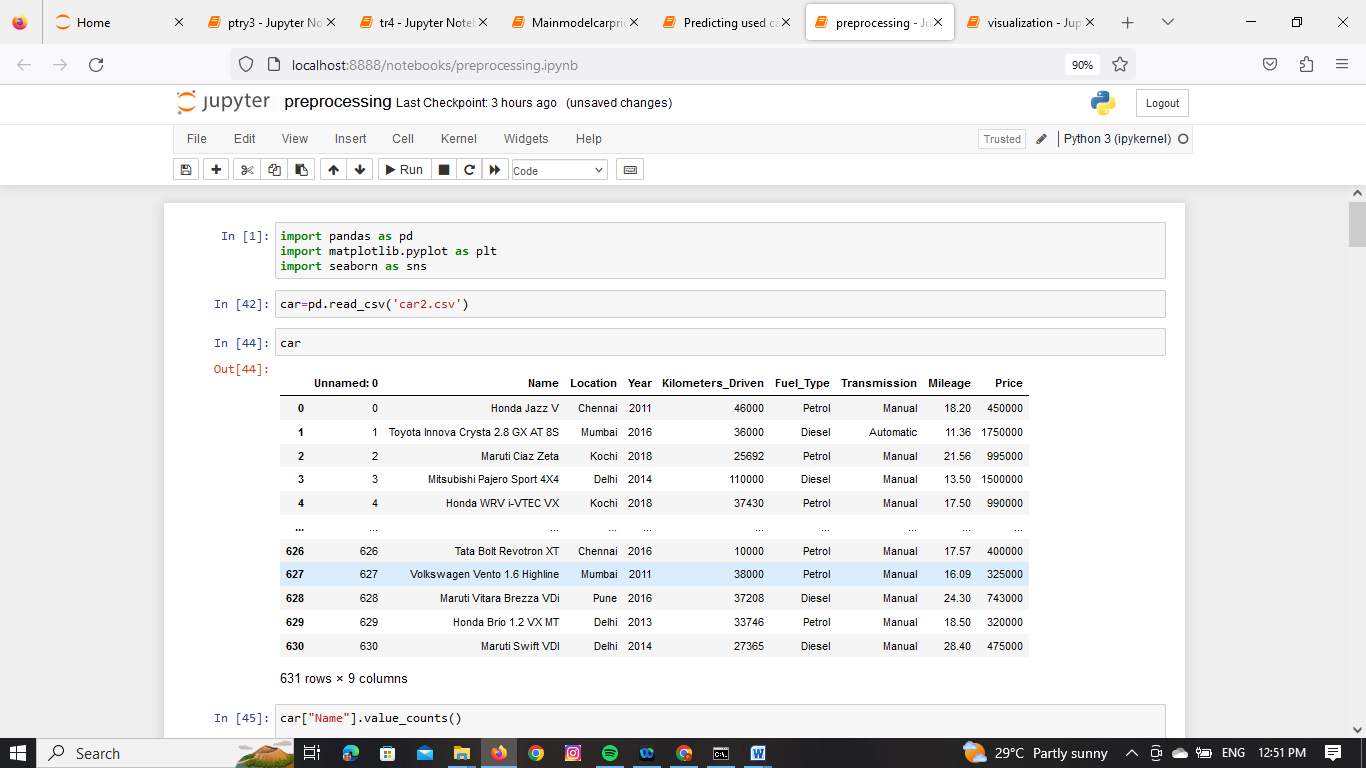 Home
ptry3 - Jupyter No
tr4 - Jupyter Note
Mainmodelcarpric
Predicting used ca
preprocessing - Ju
visualization - Jup
localhost:8888/notebooks/preprocessing.ipynb
90%
jupyter preprocessing Last Checkpoint: 3 hours ago (unsaved changes)
Logout
File Edit View Insert Cell Kernel Widgets Help
Trusted Python 3 (ipykernel)
Run Code
In [1]: import pandas as pd
import matplotlib.pyplot as plt
import seaborn as sns
In [42]: car=pd.read_csv('car2.csv')
In [44]: car
Out[44]:
Unnamed: 0 Name Location Year Kilometers_Driven Fuel_Type Transmission Mileage Price
0 0 Honda Jazz V Chennai 2011 46000 Petrol Manual 18.20 450000
1 1 Toyota Innova Crysta 2.8 GX AT 8S Mumbai 2016 36000 Diesel Automatic 11.36 1750000
2 2 Maruti Ciaz Zeta Kochi 2018 25692 Petrol Manual 21.56 995000
3 3 Mitsubishi Pajero Sport 4X4 Delhi 2014 110000 Diesel Manual 13.50 1500000
4 4 Honda WRV i-VTEC VX Kochi 2018 37430 Petrol Manual 17.50 990000
... ... ... ... ... ... ... ... ... ...
626 626 Tata Bolt Revotron XT Chennai 2016 10000 Petrol Manual 17.57 400000
627 627 Volkswagen Vento 1.6 Highline Mumbai 2011 38000 Petrol Manual 16.09 325000
628 628 Maruti Vitara Brezza VDi Pune 2016 37208 Diesel Manual 24.30 743000
629 629 Honda Brio 1.2 VX MT Delhi 2013 33746 Petrol Manual 18.50 320000
630 630 Maruti Swift VDI Delhi 2014 27365 Diesel Manual 28.40 475000
631 rows × 9 columns
In [45]: car["Name"].value_counts()
Search
29°C Partly sunny
ENG
12:51 PM